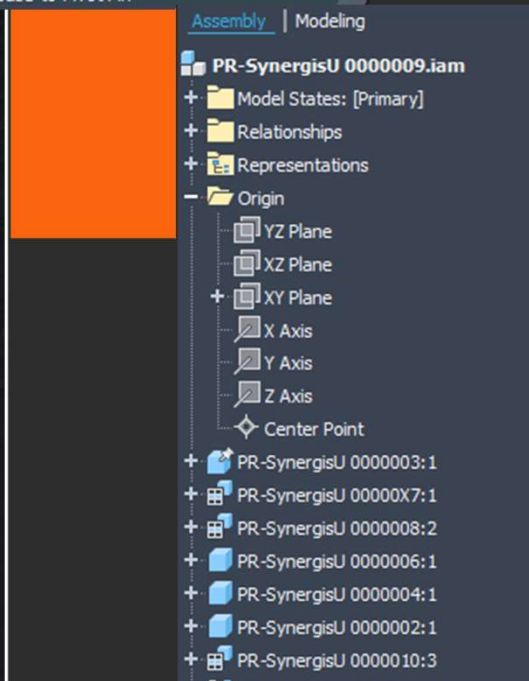 Assembly | Modeling
PR-SynergisU 0000009.iam
Model States: [Primary]
Relationships
Representations
Origin
YZ Plane
XZ Plane
XY Plane
X Axis
Y Axis
Z Axis
Center Point
PR-SynergisU 0000003:1
PR-SynergisU 00000X7:1
PR-SynergisU 0000008:2
PR-SynergisU 0000006:1
PR-SynergisU 0000004:1
PR-SynergisU 0000002:1
PR-SynergisU 0000010:3